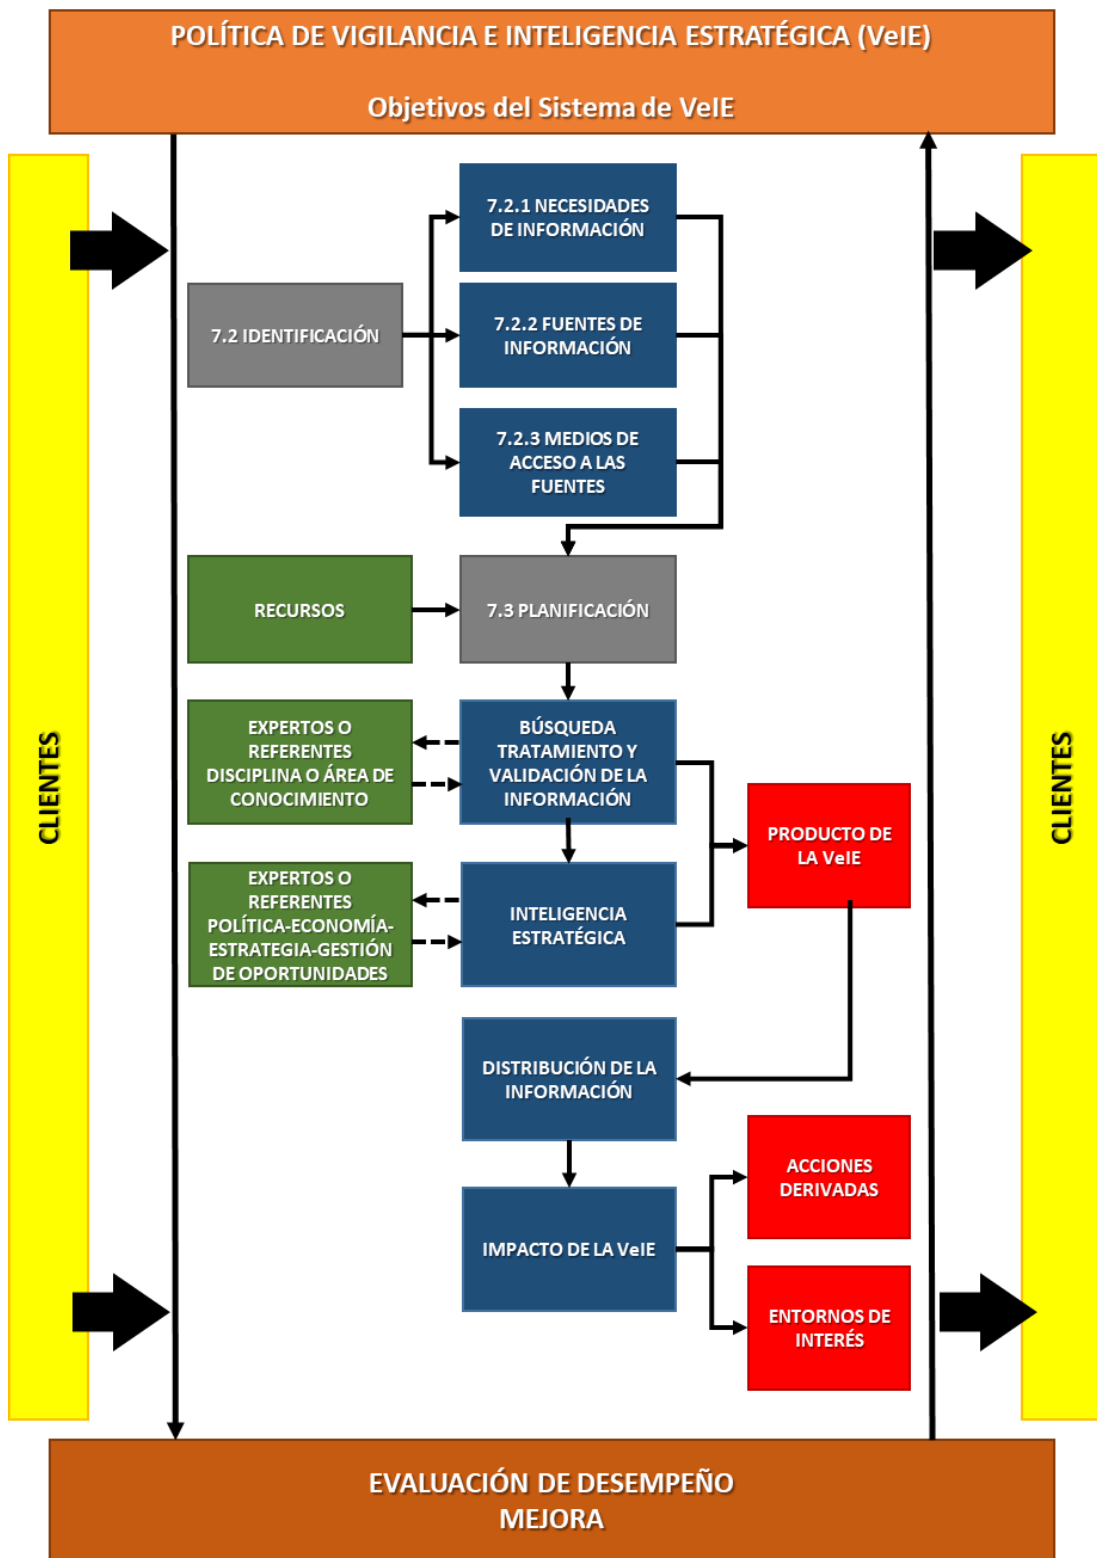 POLÍTICA DE VIGILANCIA E INTELIGENCIA ESTRATÉGICA (VeIE)
Objetivos del Sistema de VeIE
CLIENTES
7.2.1 NECESIDADES
DE INFORMACIÓN
7.2 IDENTIFICACIÓN
7.2.2 FUENTES DE
INFORMACIÓN
7.2.3 MEDIOS DE
ACCESO A LAS
FUENTES
RECURSOS
7.3 PLANIFICACIÓN
EXPERTOS O
REFERENTES
DISCIPLINA O ÁREA DE
CONOCIMIENTO
BÚSQUEDA
TRATAMIENTO Y
VALIDACIÓN DE LA
INFORMACIÓN
PRODUCTO DE
LA VeIE
EXPERTOS O
REFERENTES
POLÍTICA-ECONOMÍA-
ESTRATEGIA-GESTIÓN
DE OPORTUNIDADES
INTELIGENCIA
ESTRATÉGICA
DISTRIBUCIÓN DE LA
INFORMACIÓN
IMPACTO DE LA VeIE
ACCIONES
DERIVADAS
ENTORNOS DE
INTERÉS
CLIENTES
EVALUACIÓN DE DESEMPEÑO
MEJORA